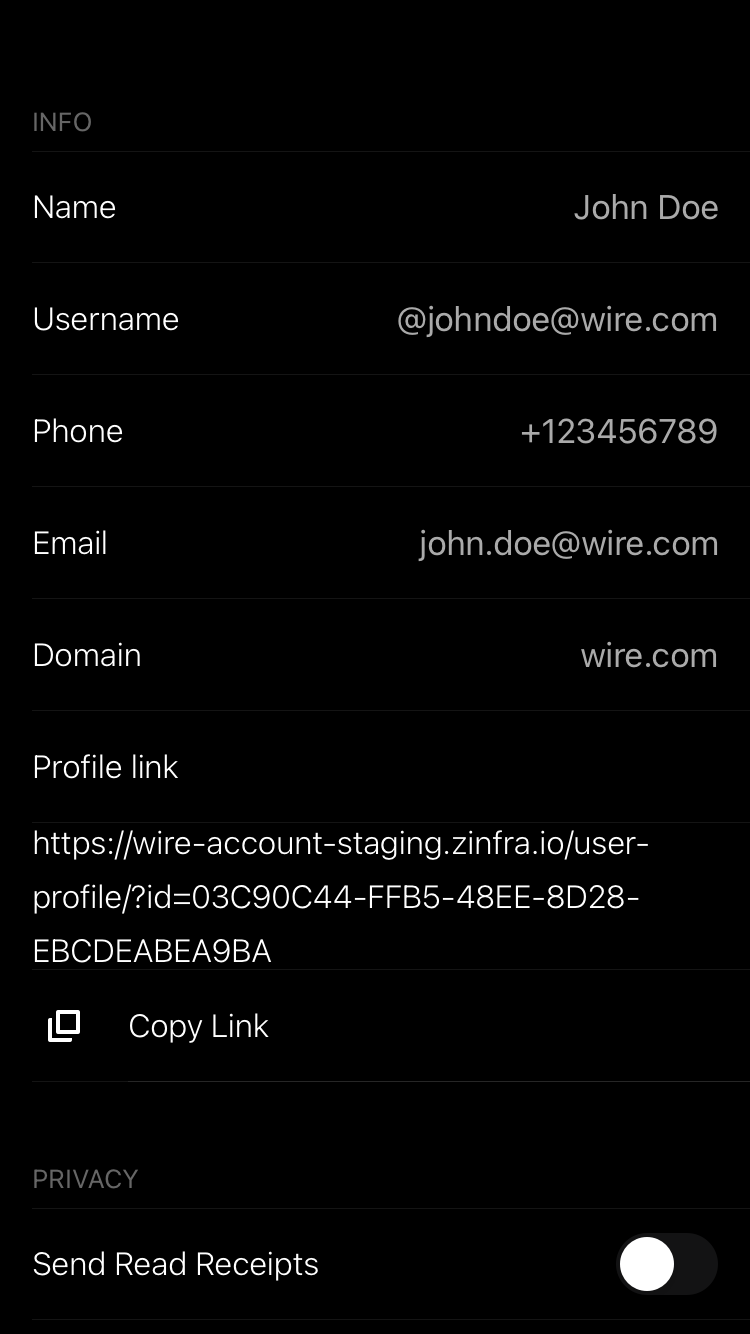 INFO
Name John Doe
Username @johndoe@wire.com
Phone +123456789
Email john.doe@wire.com
Domain wire.com
Profile link
https://wire-account-staging.zinfra.io/user-
profile/?id=03C90C44-FFB5-48EE-8D28-
EBCDEABEA9BA
Copy Link
PRIVACY
Send Read Receipts